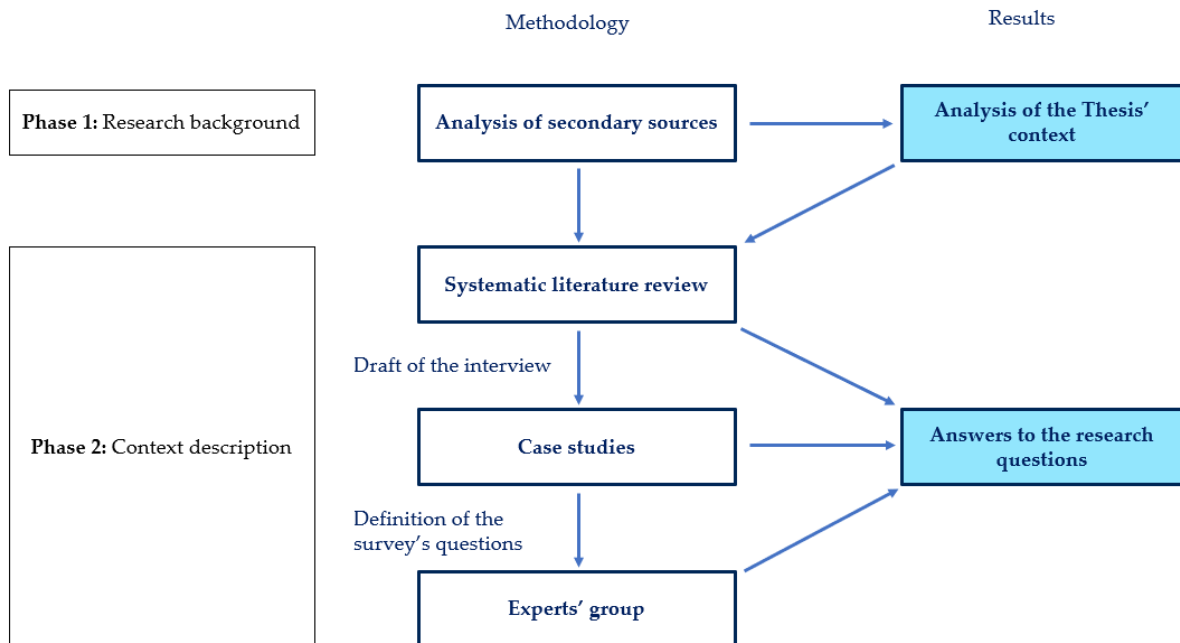 Methodology
Results
Phase 1: Research background
Analysis of secondary sources
Analysis of the Thesis’
context
Systematic literature review
Draft of the interview
Phase 2: Context description
Case studies
Answers to the research
questions
Definition of the
survey’s questions
Experts’ group